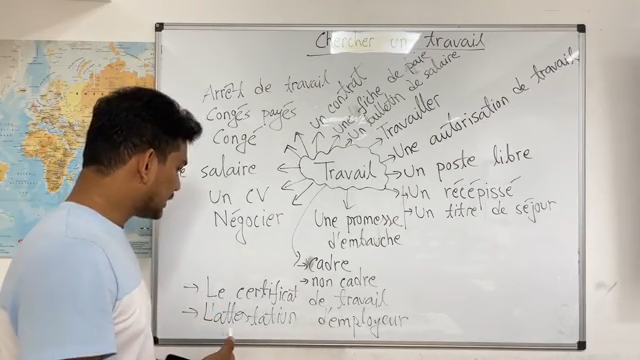 Chercher un travail
Arrêt de travail
Congés payés
Congé
salaire
Un CV
Négocier
un contrat
une fiche de paie
un bulletin de salaire
Travailler
Une autorisation de travail
Un poste libre
Un récépissé
Un titre de séjour
Travail
Une promesse
d'embauche
cadre
non cadre
Le certificat de travail
L'attestation d'émployeur